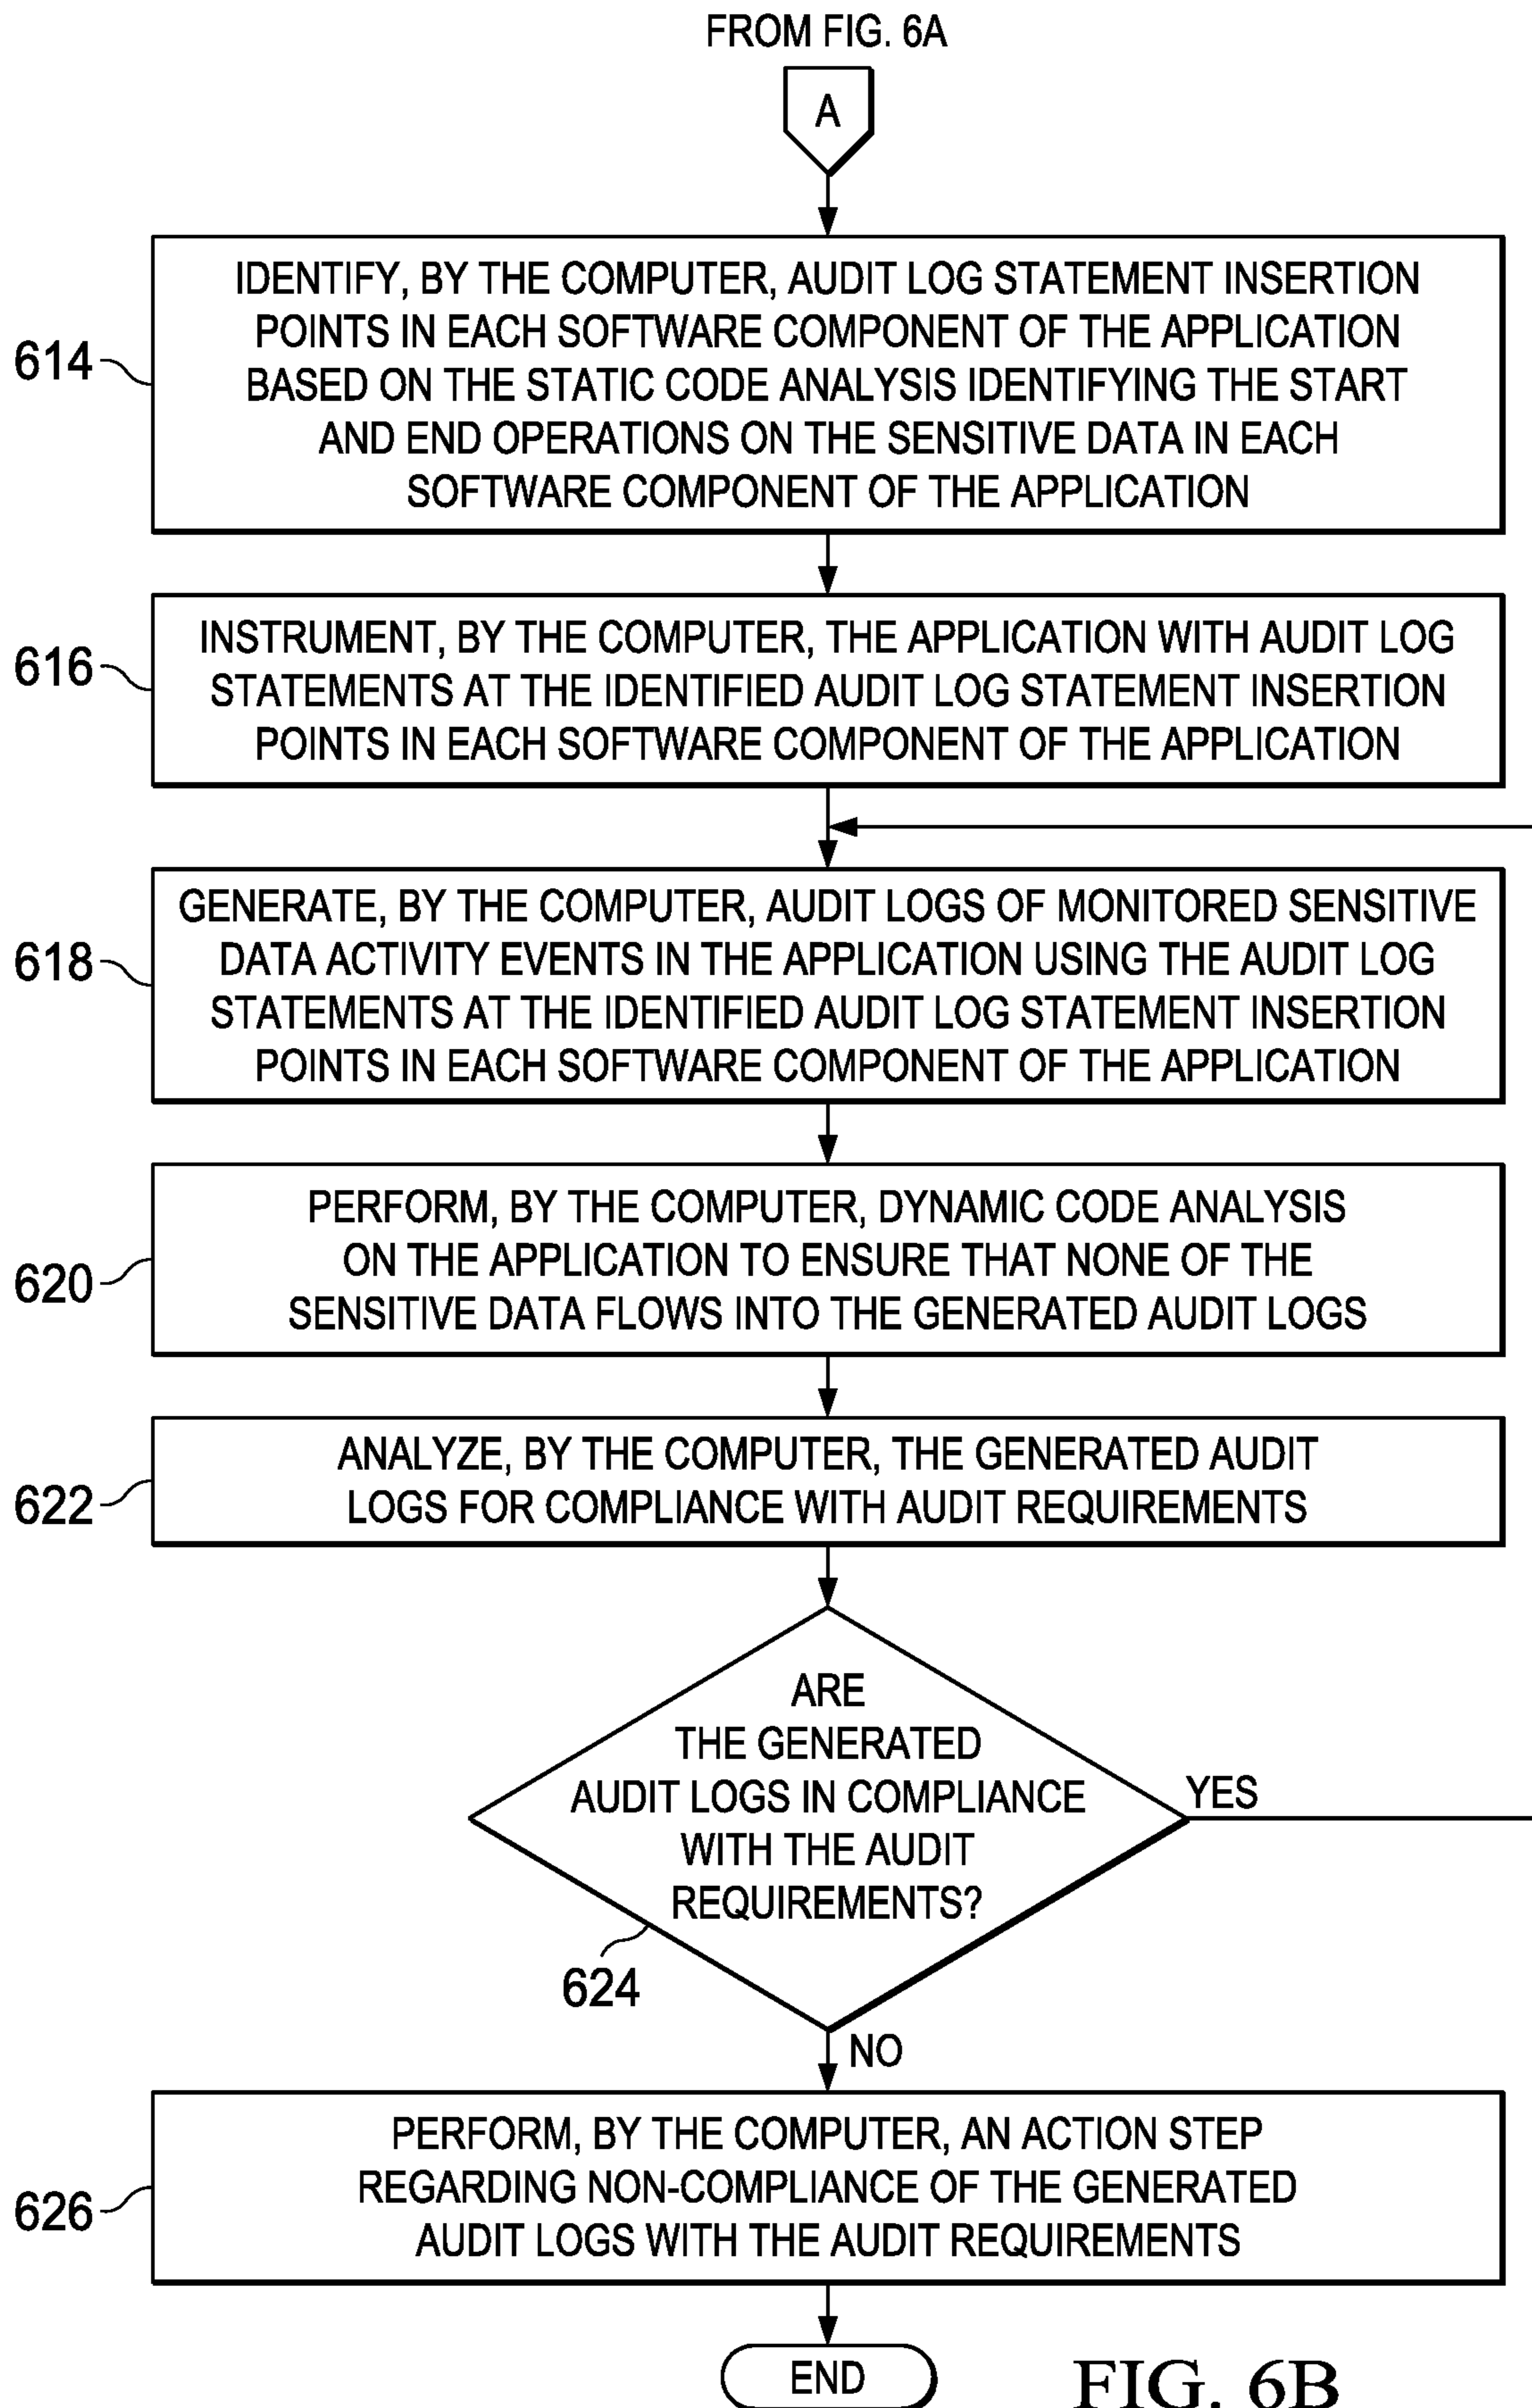 FROM FIG. 6A
A
614
IDENTIFY, BY THE COMPUTER, AUDIT LOG STATEMENT INSERTION
POINTS IN EACH SOFTWARE COMPONENT OF THE APPLICATION
BASED ON THE STATIC CODE ANALYSIS IDENTIFYING THE START
AND END OPERATIONS ON THE SENSITIVE DATA IN EACH
SOFTWARE COMPONENT OF THE APPLICATION
616
INSTRUMENT, BY THE COMPUTER, THE APPLICATION WITH AUDIT LOG
STATEMENTS AT THE IDENTIFIED AUDIT LOG STATEMENT INSERTION
POINTS IN EACH SOFTWARE COMPONENT OF THE APPLICATION
618
GENERATE, BY THE COMPUTER, AUDIT LOGS OF MONITORED SENSITIVE
DATA ACTIVITY EVENTS IN THE APPLICATION USING THE AUDIT LOG
STATEMENTS AT THE IDENTIFIED AUDIT LOG STATEMENT INSERTION
POINTS IN EACH SOFTWARE COMPONENT OF THE APPLICATION
620
PERFORM, BY THE COMPUTER, DYNAMIC CODE ANALYSIS
ON THE APPLICATION TO ENSURE THAT NONE OF THE
SENSITIVE DATA FLOWS INTO THE GENERATED AUDIT LOGS
622
ANALYZE, BY THE COMPUTER, THE GENERATED AUDIT
LOGS FOR COMPLIANCE WITH AUDIT REQUIREMENTS
ARE
THE GENERATED
AUDIT LOGS IN COMPLIANCE
WITH THE AUDIT
REQUIREMENTS?
YES
624
NO
626
PERFORM, BY THE COMPUTER, AN ACTION STEP
REGARDING NON-COMPLIANCE OF THE GENERATED
AUDIT LOGS WITH THE AUDIT REQUIREMENTS
END
FIG. 6B